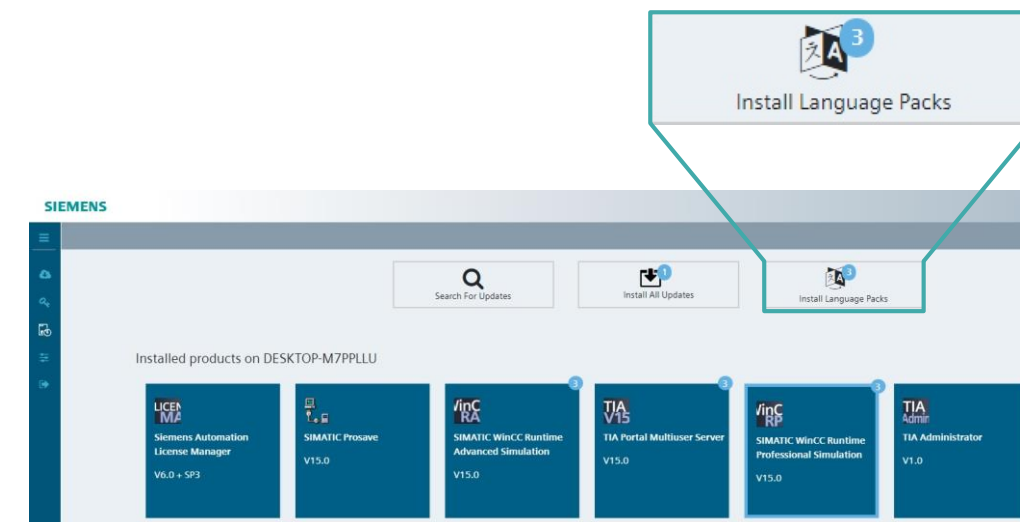 3
Install Language Packs
SIEMENS
Search For Updates
1
Install All Updates
3
Install Language Packs
Installed products on DESKTOP-M7PPLLU
LICEN
MA
Siemens Automation
License Manager
V6.0 + SP3
SIMATIC Prosave
V15.0
3
WinC
RA
SIMATIC WinCC Runtime
Advanced Simulation
V15.0
3
TIA
V15
TIA Portal Multiuser Server
V15.0
3
WinC
RP
SIMATIC WinCC Runtime
Professional Simulation
V15.0
TIA
Admin
TIA Administrator
V1.0